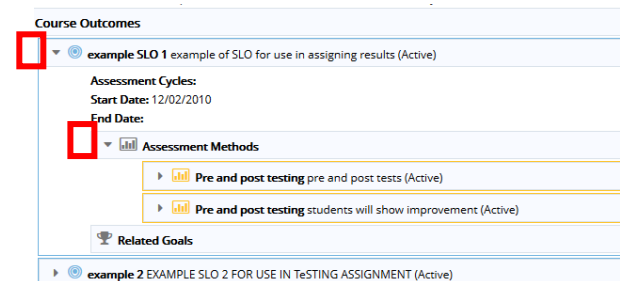 Course Outcomes
example SLO 1 example of SLO for use in assigning results (Active)
Assessment Cycles:
Start Date: 12/02/2010
End Date:
Assessment Methods
Pre and post testing pre and post tests (Active)
Pre and post testing students will show improvement (Active)
Related Goals
example 2 EXAMPLE SLO 2 FOR USE IN TeSTING ASSIGNMENT (Active)